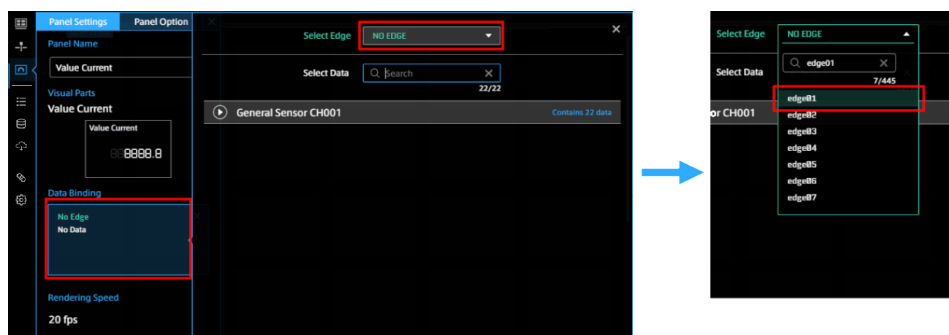 Panel Settings
Panel Option
Panel Name
Value Current
Visual Parts
Value Current
Value Current
8888.8
Data Binding
No Edge
No Data
Rendering Speed
20 fps
Select Edge
NO EDGE
Select Data
Search
22/22
General Sensor CH001
Contains 22 data
Select Edge
NO EDGE
Select Data
edge01
7/445
or CH001
edge01
edge02
edge03
edge04
edge05
edge06
edge07